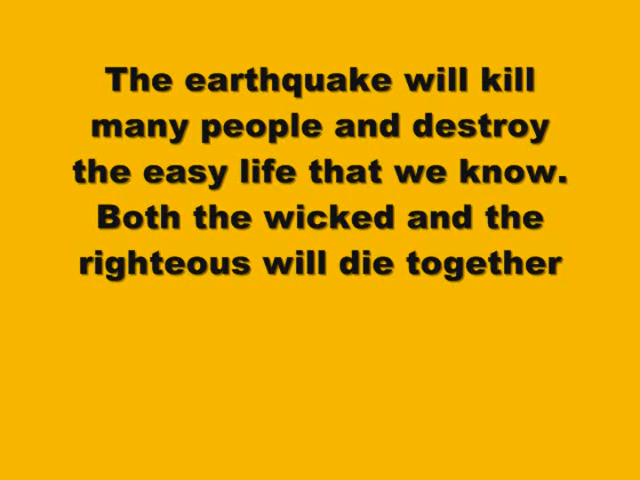 The earthquake will kill
many people and destroy
the easy life that we know.
Both the wicked and the
righteous will die together